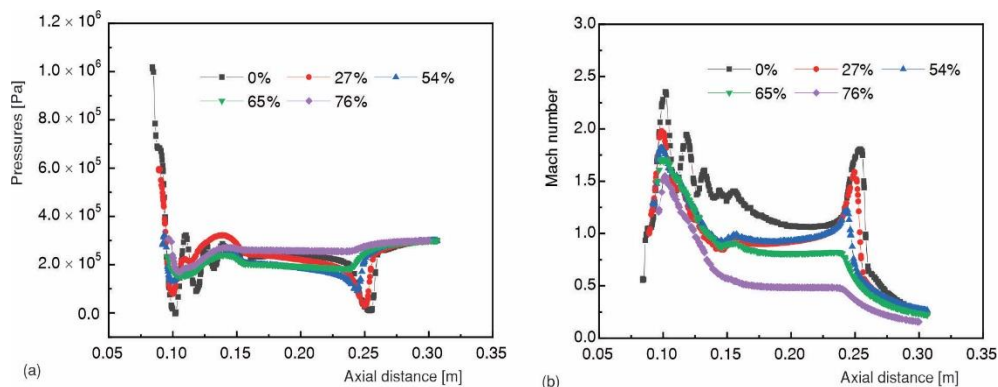 1.2 × 10⁶
1.0 × 10⁶
8.0 × 10⁵
6.0 × 10⁵
4.0 × 10⁵
2.0 × 10⁵
0.0
Pressures [Pa]
0% 27% 54%
65% 76%
0.05 0.10 0.15 0.20 0.25 0.30 0.35
(a) Axial distance [m]
3.0
2.5
2.0
1.5
1.0
0.5
0.0
Mach number
0% 27% 54%
65% 76%
0.05 0.10 0.15 0.20 0.25 0.30 0.35
(b) Axial distance [m]